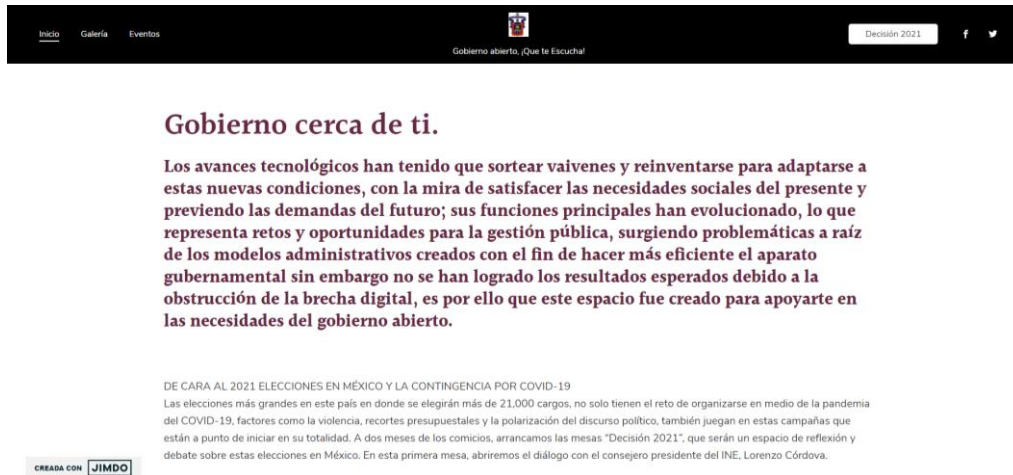 Inicio Galería Eventos
Decisión 2021
Gobierno abierto, ¡Que te Escucha!
Gobierno cerca de ti.
Los avances tecnológicos han tenido que sortear vaivenes y reinventarse para adaptarse a
estas nuevas condiciones, con la mira de satisfacer las necesidades sociales del presente y
previendo las demandas del futuro; sus funciones principales han evolucionado, lo que
representa retos y oportunidades para la gestión pública, surgiendo problemáticas a raíz
de los modelos administrativos creados con el fin de hacer más eficiente el aparato
gubernamental sin embargo no se han logrado los resultados esperados debido a la
obstrucción de la brecha digital, es por ello que este espacio fue creado para apoyarte en
las necesidades del gobierno abierto.
DE CARA AL 2021 ELECCIONES EN MÉXICO Y LA CONTINGENCIA POR COVID-19
Las elecciones más grandes en este país en donde se elegirán más de 21,000 cargos, no solo tienen el reto de organizarse en medio de la pandemia
del COVID-19, factores como la violencia, recortes presupuestales y la polarización del discurso político, también juegan en estas campañas que
están a punto de iniciar en su totalidad. A dos meses de los comicios, arrancamos las mesas "Decisión 2021", que serán un espacio de reflexión y
debate sobre estas elecciones en México. En esta primera mesa, abriremos el diálogo con el consejero presidente del INE, Lorenzo Córdova.
CREADA CON JIMDO